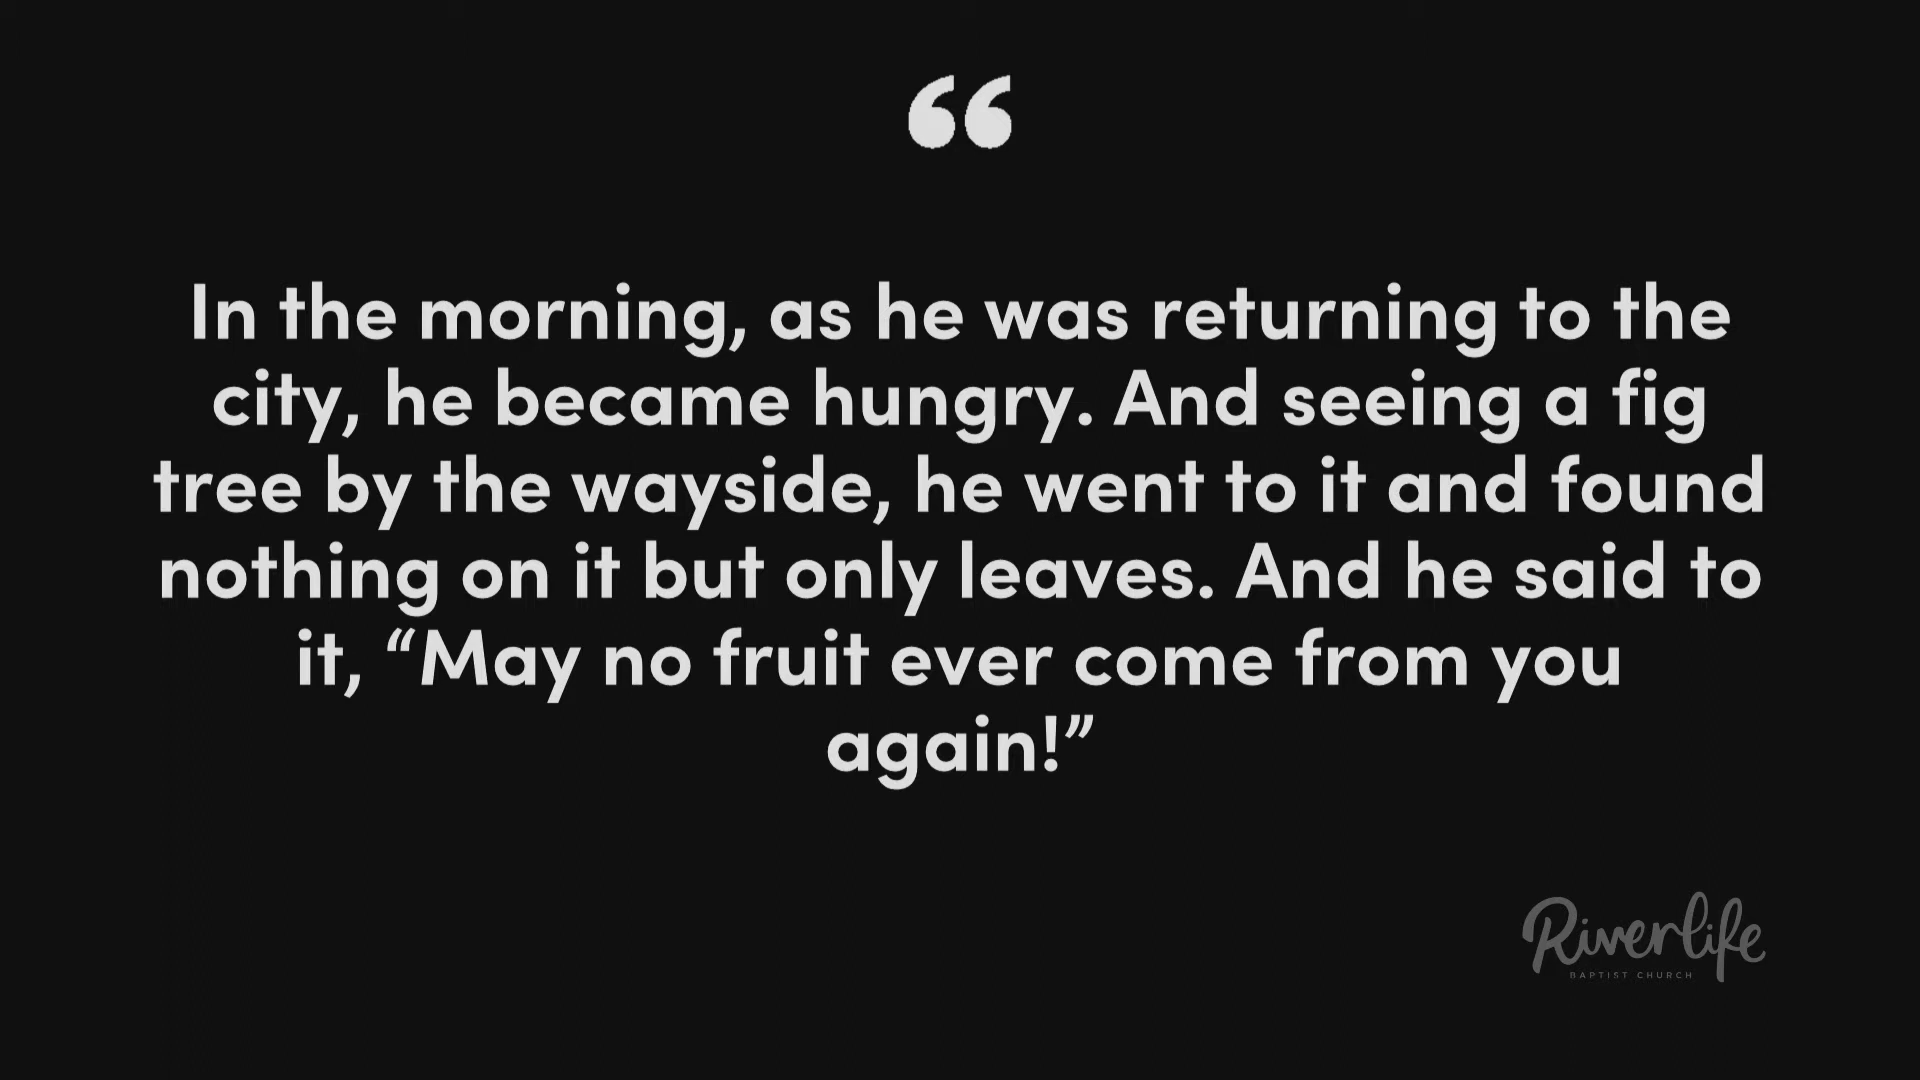 “
In the morning, as he was returning to the
city, he became hungry. And seeing a fig
tree by the wayside, he went to it and found
nothing on it but only leaves. And he said to
it, “May no fruit ever come from you
again!”
Riverlife
BAPTIST CHURCH